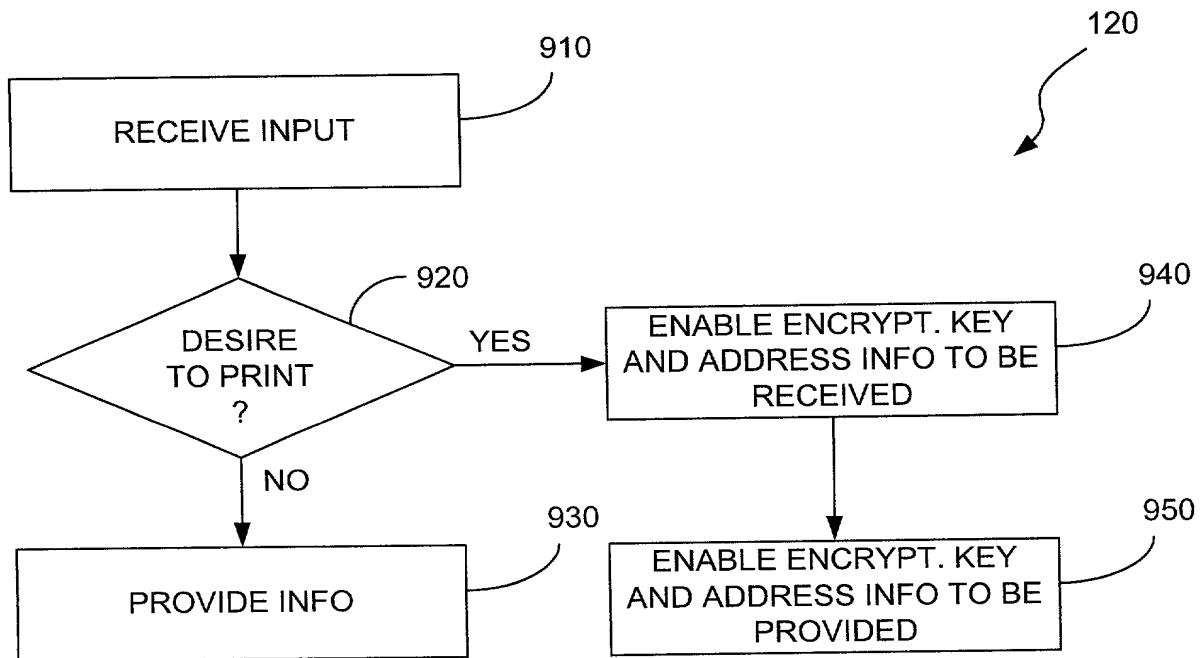 120
910
RECEIVE INPUT
920
DESIRE
TO PRINT
?
YES
940
ENABLE ENCRYPT. KEY
AND ADDRESS INFO TO BE
RECEIVED
NO
930
PROVIDE INFO
950
ENABLE ENCRYPT. KEY
AND ADDRESS INFO TO BE
PROVIDED